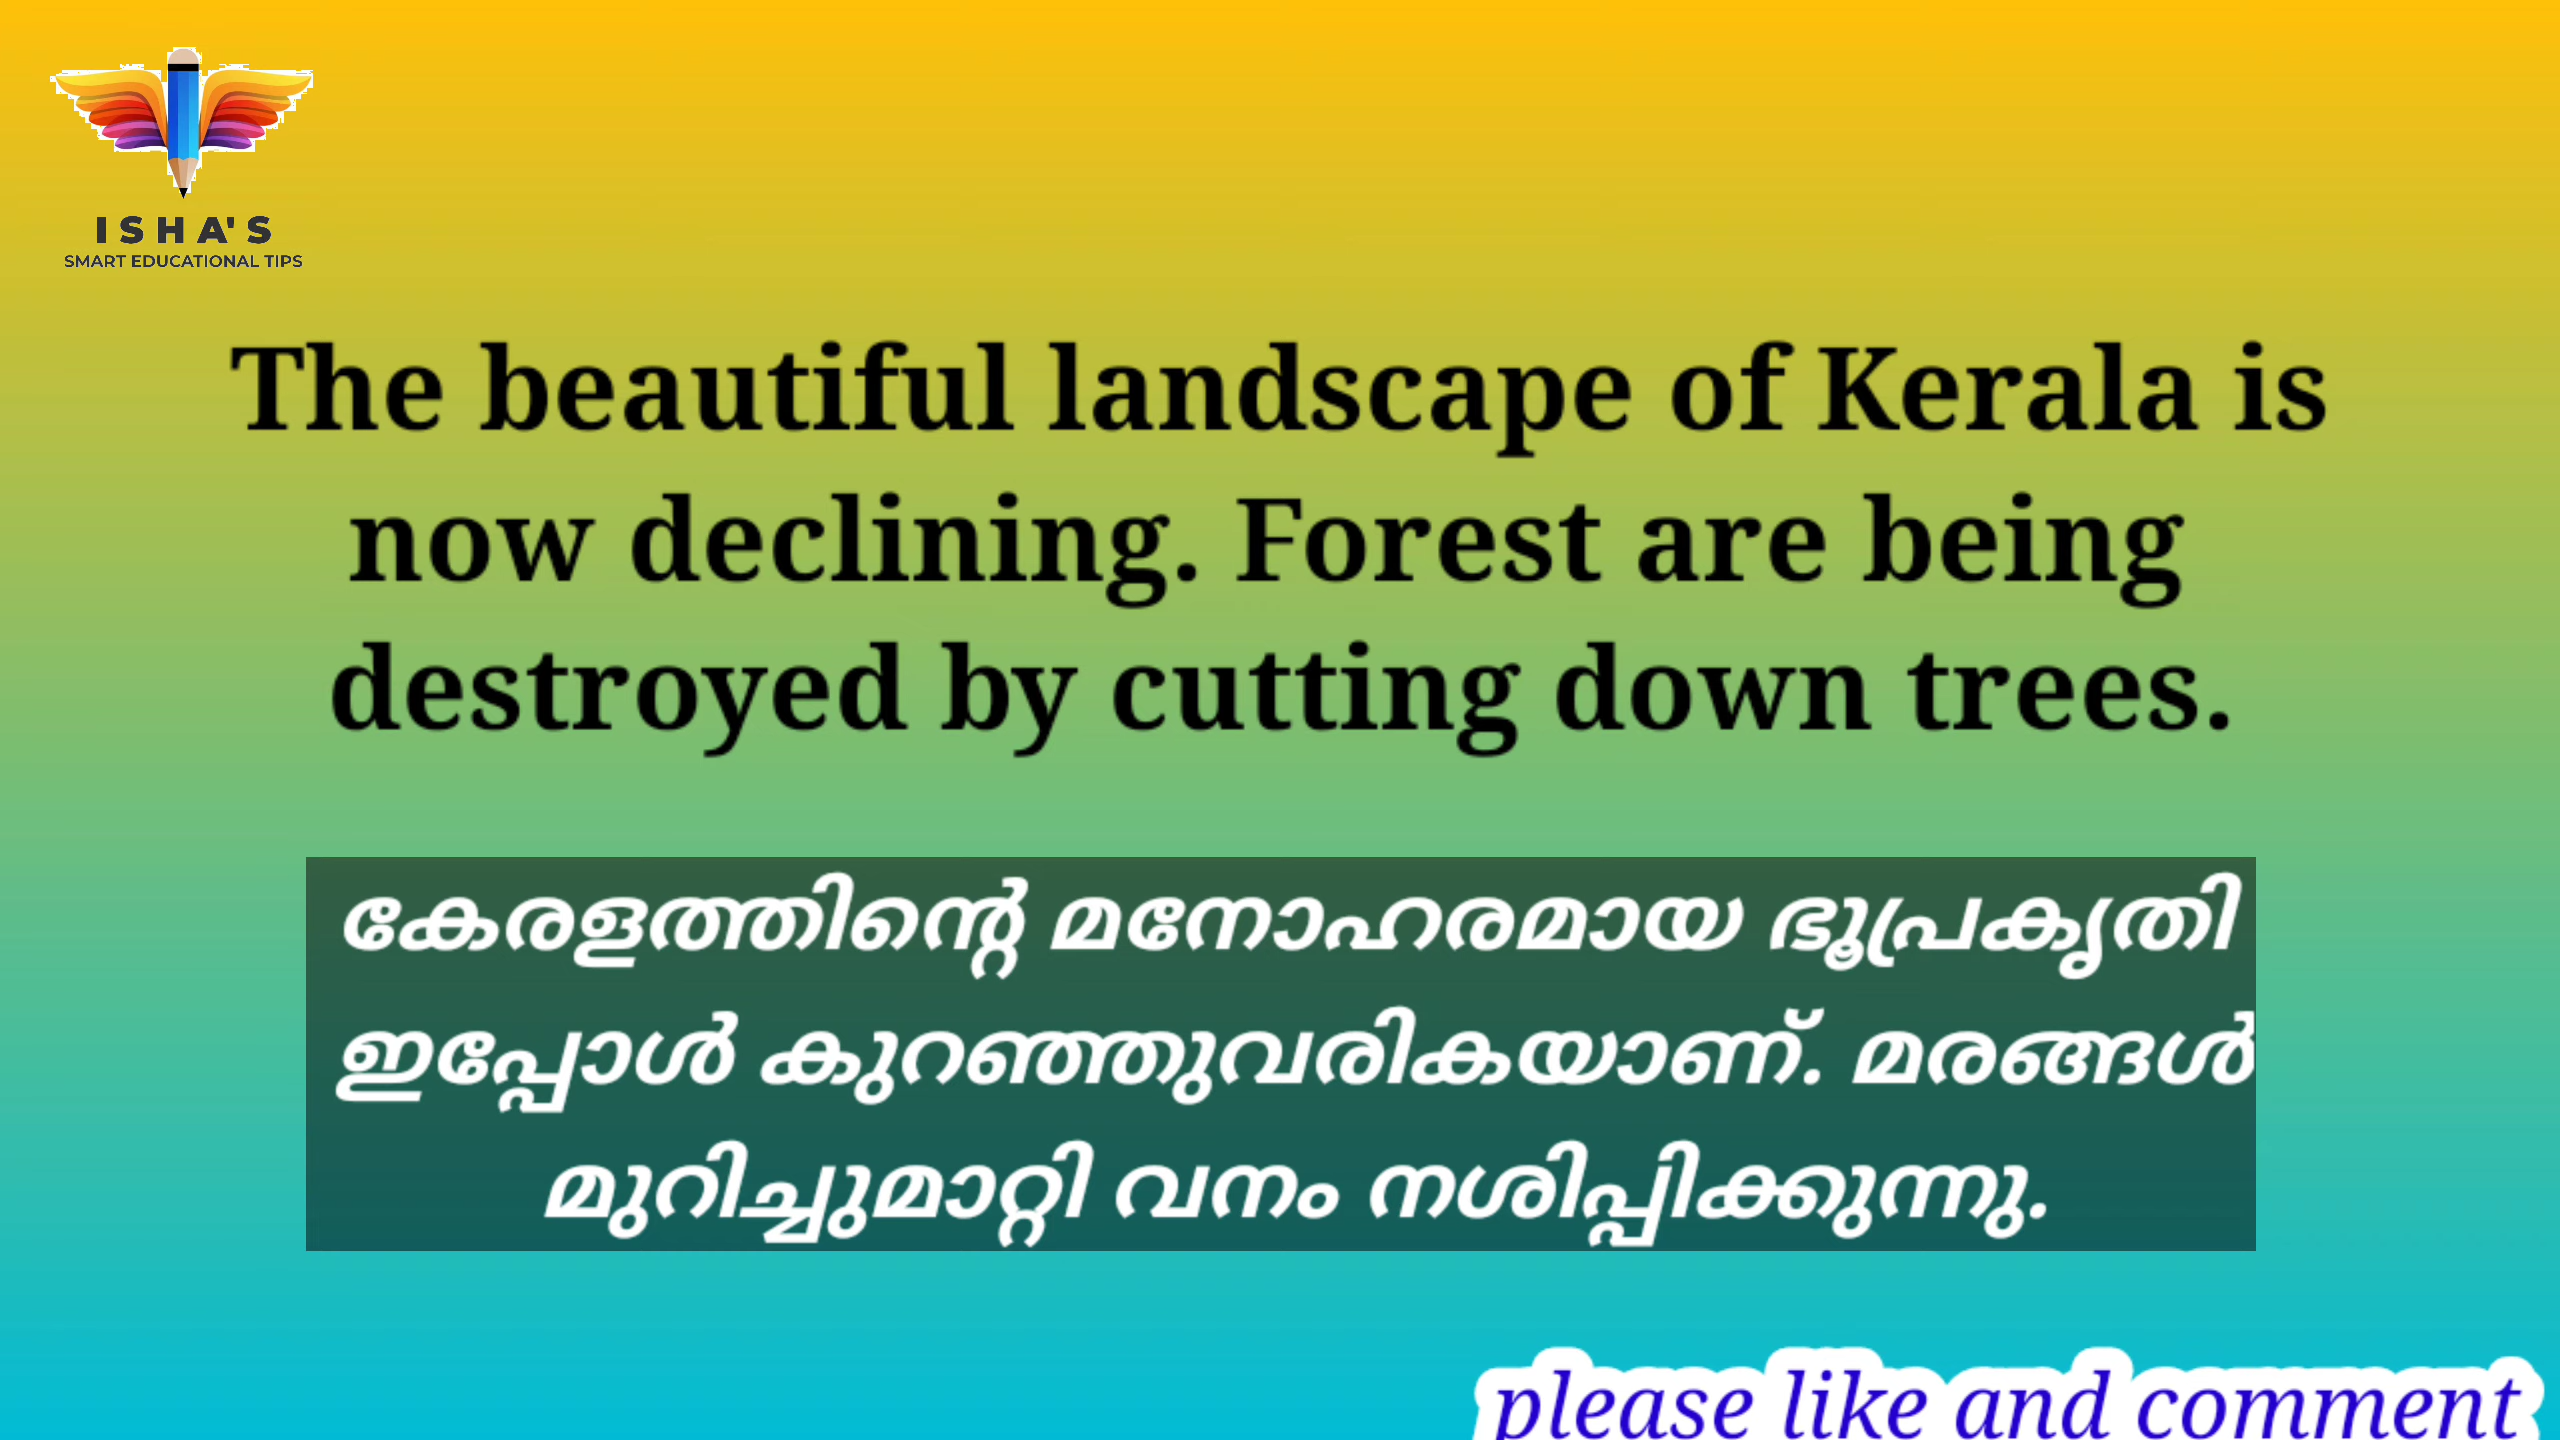 ISHA'S
SMART EDUCATIONAL TIPS
The beautiful landscape of Kerala is
now declining. Forest are being
destroyed by cutting down trees.
കേരളത്തിന്റെ മനോഹരമായ ഭൂപ്രകൃതി
ഇപ്പോൾ കുറഞ്ഞുവരികയാണ്. മരങ്ങൾ
മുറിച്ചുമാറ്റി വനം നശിപ്പിക്കുന്നു.
please like and comment